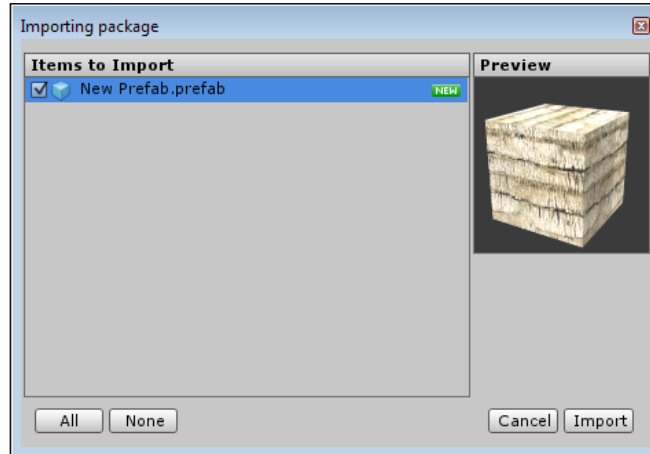 Importing package
Items to Import
Preview
New Prefab.prefab
NEW
All
None
Cancel
Import